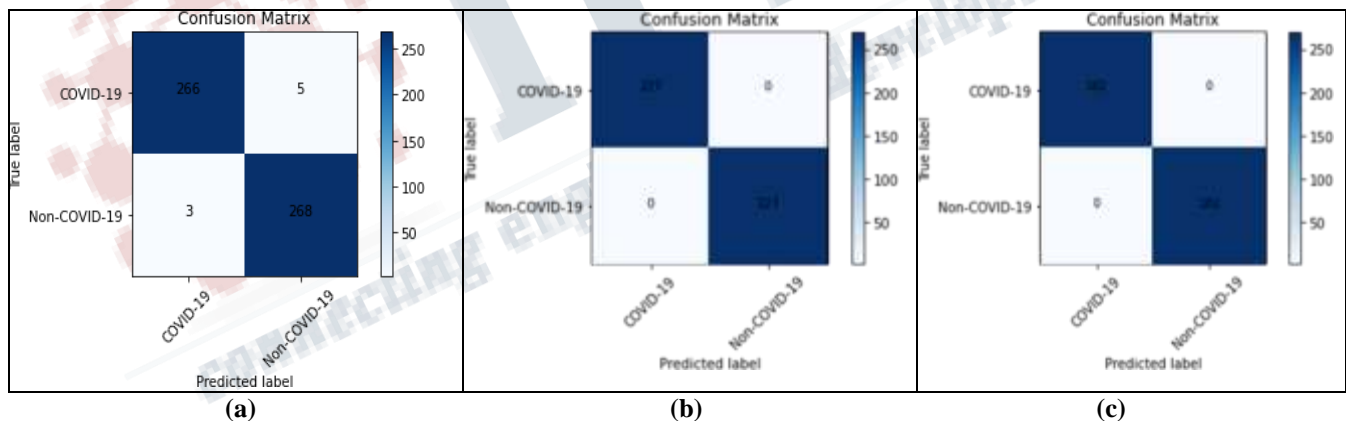 Confusion Matrix
COVID-19
Non-COVID-19
True label
266 5
3 268
250
200
150
100
50
COVID-19
Non-COVID-19
Predicted label
(a)
Confusion Matrix
COVID-19
Non-COVID-19
True label
0
0
250
200
150
100
50
COVID-19
Non-COVID-19
Predicted label
(b)
Confusion Matrix
COVID-19
Non-COVID-19
True label
0
0
250
200
150
100
50
COVID-19
Non-COVID-19
Predicted label
(c)
connecting